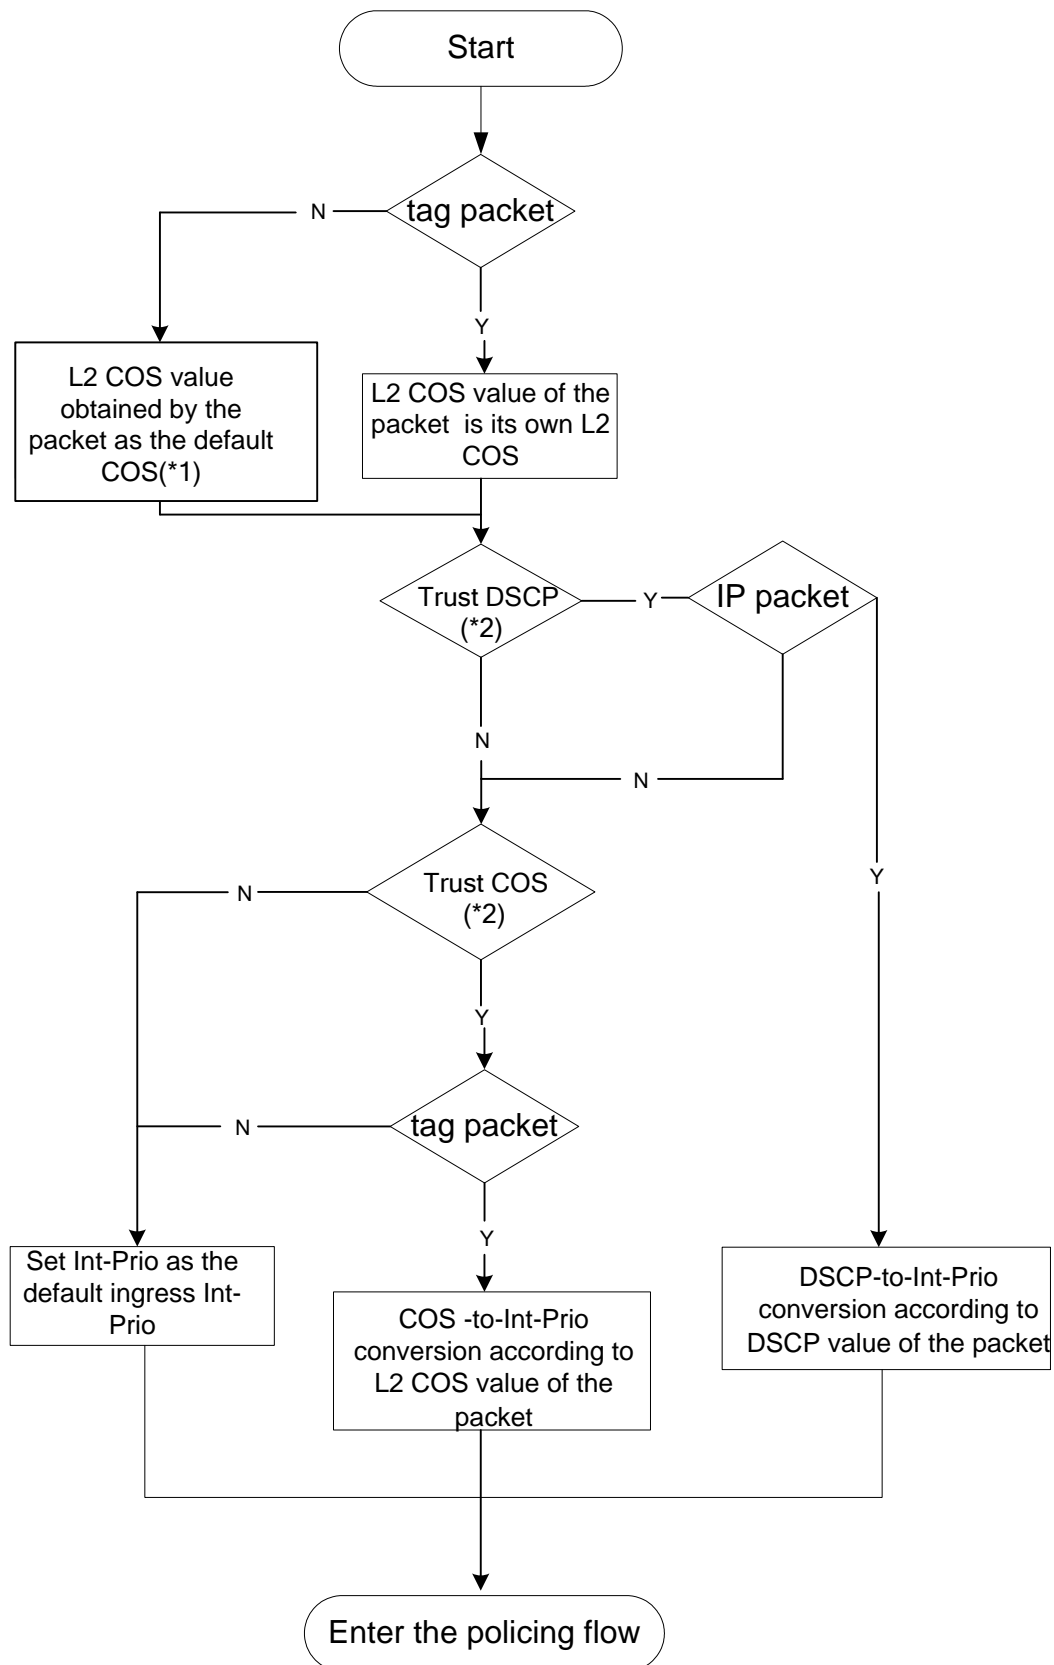 Start
tag packet
N
Y
L2 COS value
obtained by the
packet as the default
COS(*1)
L2 COS value of the
packet is its own L2
COS
Trust DSCP
(*2)
Y
IP packet
N
N
Y
Trust COS
(*2)
N
Y
tag packet
N
Y
Set Int-Prio as the
default ingress Int-
Prio
COS -to-Int-Prio
conversion according to
L2 COS value of the
packet
DSCP-to-Int-Prio
conversion according to
DSCP value of the packet
Enter the policing flow